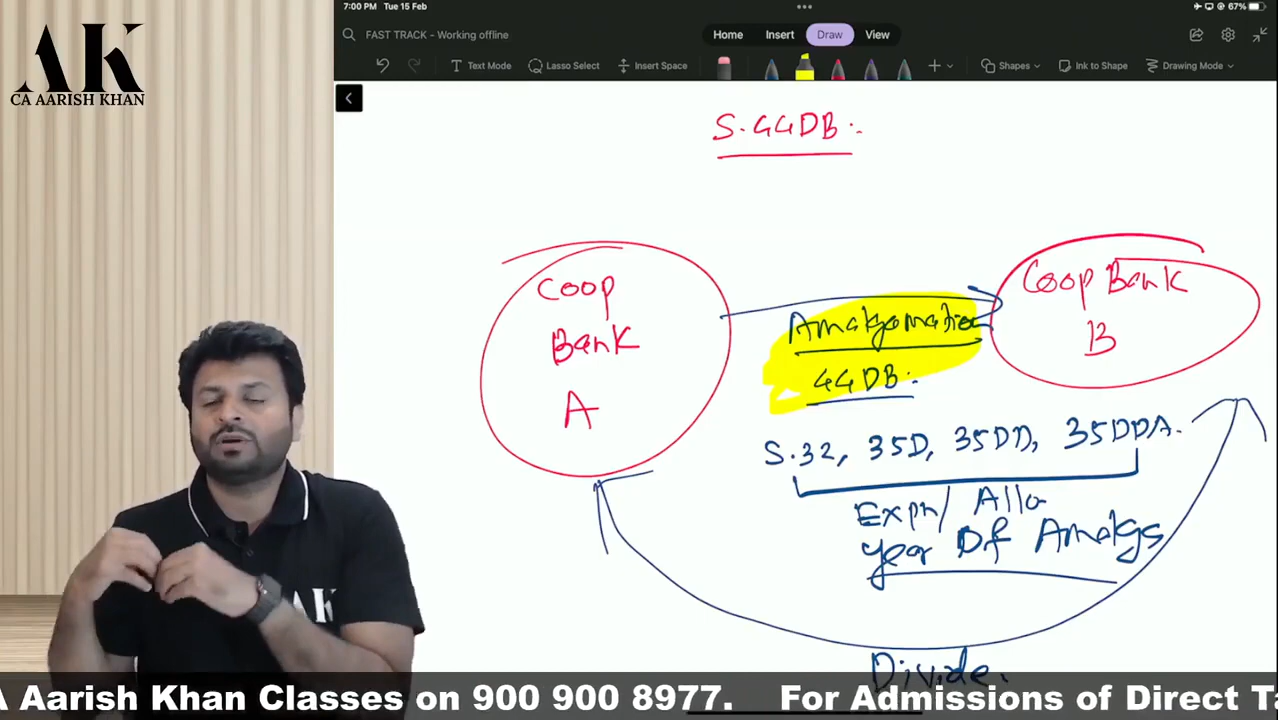 7:00 PM Tue 15 Feb
67%
AK
CA AARISH KHAN
FAST TRACK - Working offline
Home Insert Draw View
Text Mode Lasso Select Insert Space Shapes Ink to Shape Drawing Mode
S.44DB:
Coop
Bank
A
Amalgamation
44DB:
Coop Bank
B
S.32, 35D, 35DD, 35DDA.
Expn/ Allo
year Of Amalg
Divide.
AK
A Aarish Khan Classes on 900 900 8977. For Admissions of Direct Ta